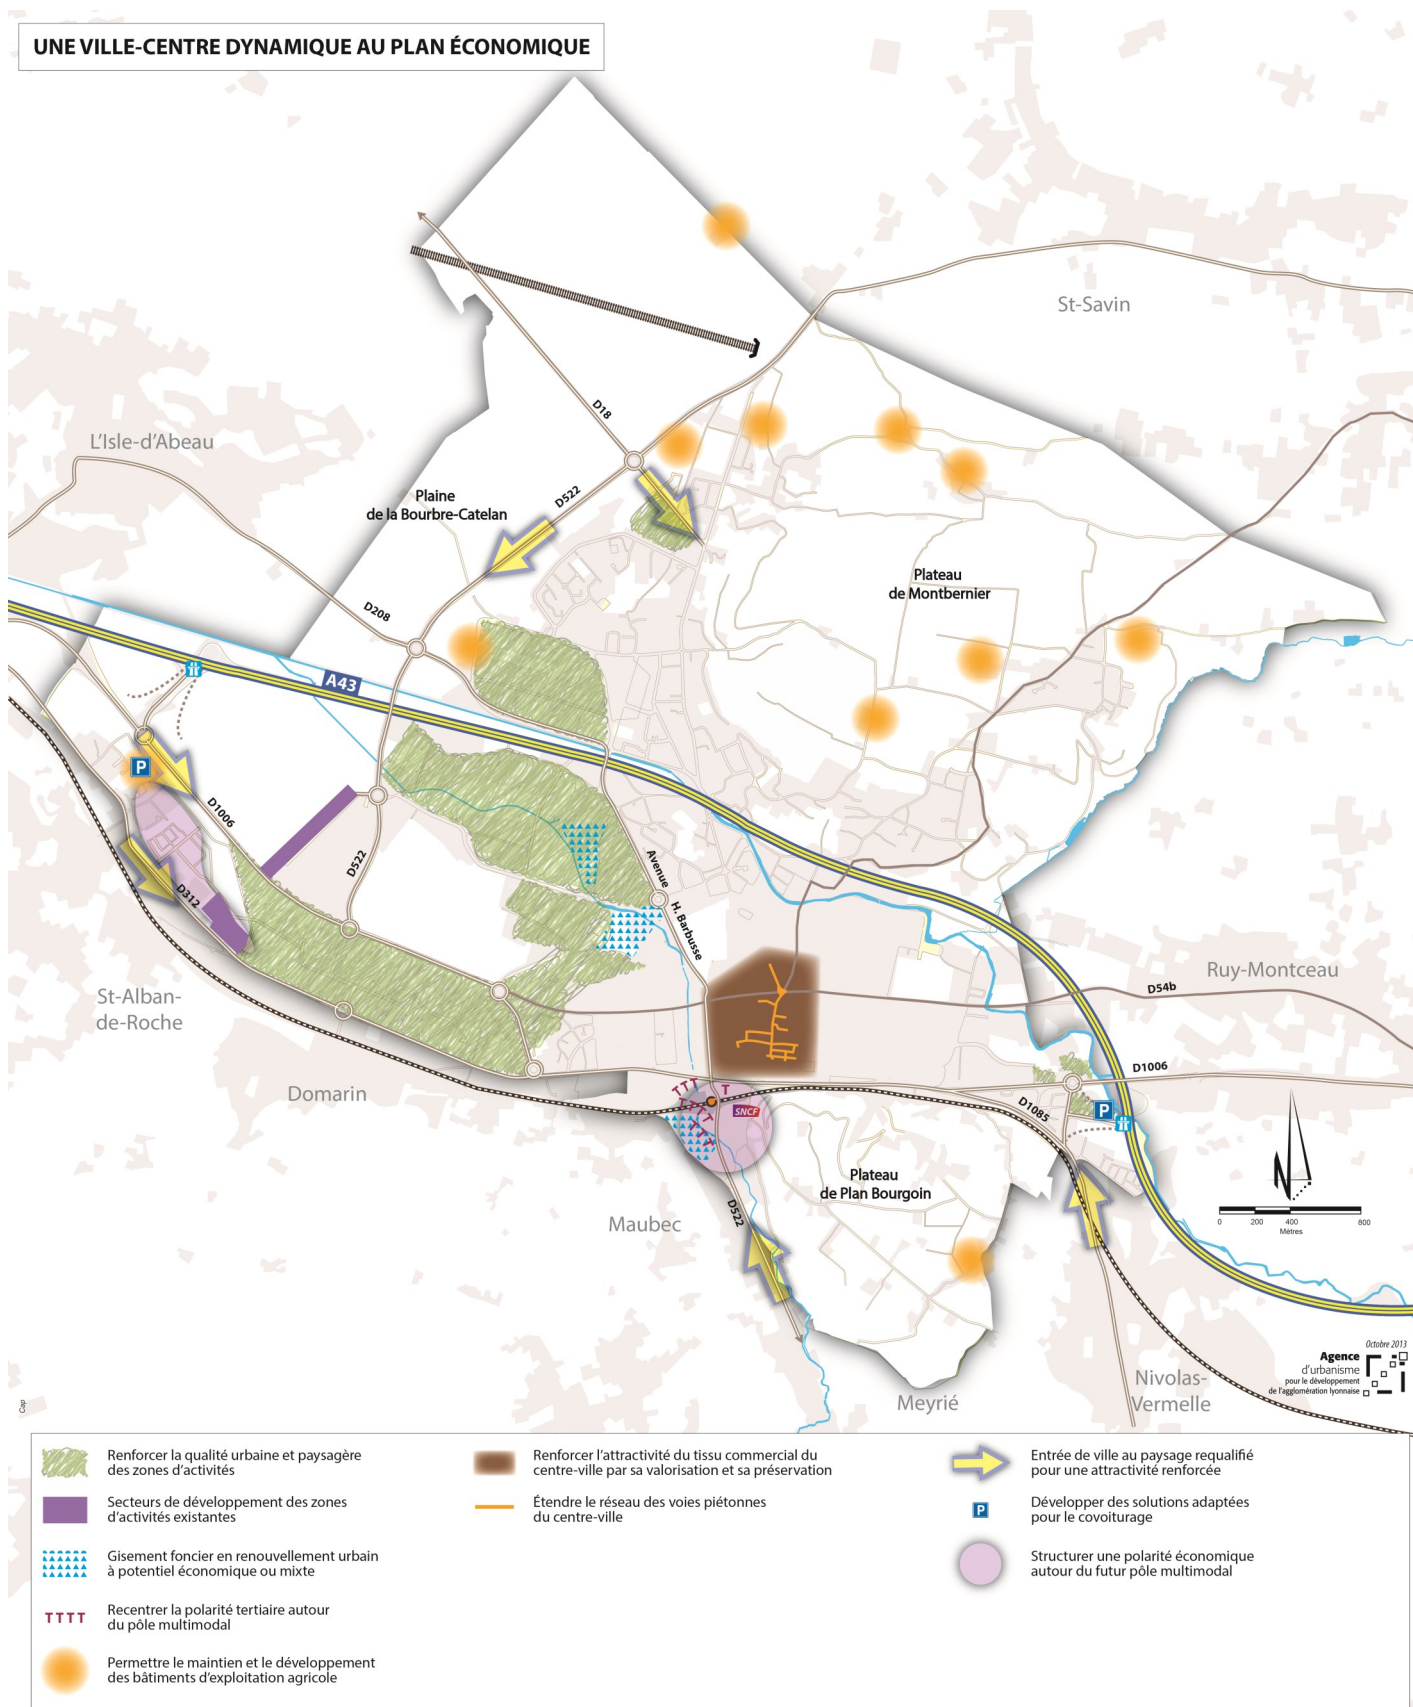 UNE VILLE-CENTRE DYNAMIQUE AU PLAN ÉCONOMIQUE
St-Savin
D18
L'Isle-d'Abeau
Plaine
de la Bourbre-Catelan
D522
Plateau
de Montbernier
D208
A43
P
D1006
D522
Avenue
H. Barbusse
D312
St-Alban-
de-Roche
Ruy-Montceau
D54b
Domarin
D1006
T T T
T
SNCF
D1085
P
Plateau
de Plan Bourgoin
N
D522
Maubec
0 200 400 800
Mètres
Octobre 2013
Agence
d'urbanisme
pour le développement
de l'agglomération lyonnaise
Nivolas-
Vermelle
Meyrié
Cap
Renforcer la qualité urbaine et paysagère
des zones d'activités
Secteurs de développement des zones
d'activités existantes
Gisement foncier en renouvellement urbain
à potentiel économique ou mixte
TTTT
Recentrer la polarité tertiaire autour
du pôle multimodal
Permettre le maintien et le développement
des bâtiments d'exploitation agricole
Renforcer l'attractivité du tissu commercial du
centre-ville par sa valorisation et sa préservation
Étendre le réseau des voies piétonnes
du centre-ville
Entrée de ville au paysage requalifié
pour une attractivité renforcée
P
Développer des solutions adaptées
pour le covoiturage
Structurer une polarité économique
autour du futur pôle multimodal